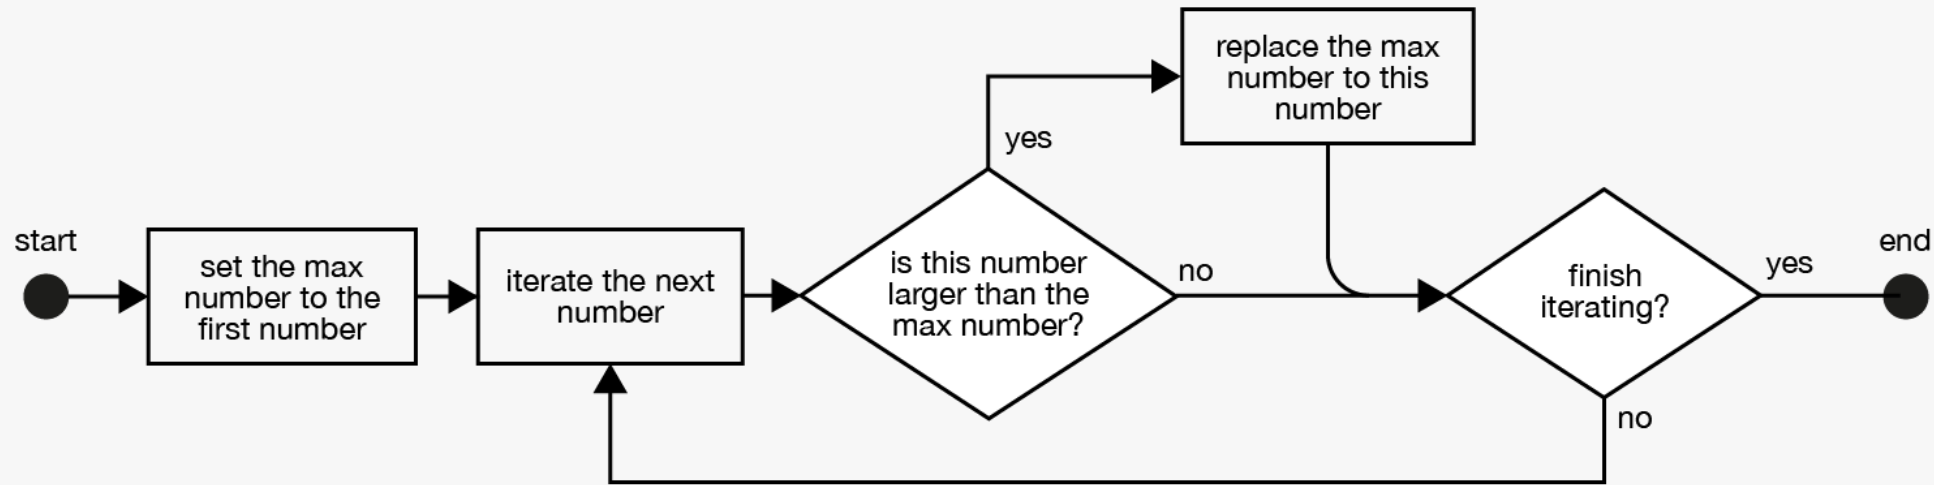 start
set the max
number to the
first number
iterate the next
number
is this number
larger than the
max number?
yes
no
replace the max
number to this
number
finish
iterating?
yes
no
end